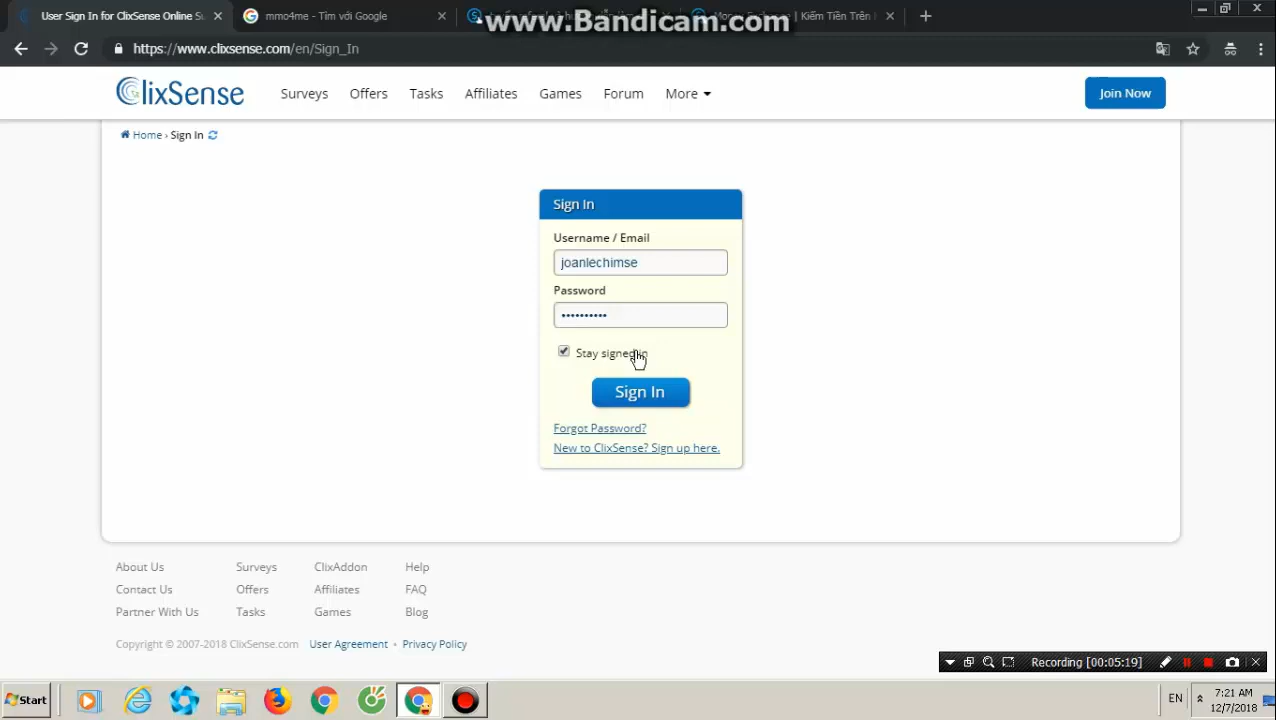 User Sign In for ClixSense Online Su
mmo4me - Tìm với Google
| Kiếm Tiền Trên
www.Bandicam.com
https://www.clixsense.com/en/Sign_In
ClixSense
Surveys
Offers
Tasks
Affiliates
Games
Forum
More
Join Now
Home › Sign In
Sign In
Username / Email
joanlechimse
Password
Stay signed in
Sign In
Forgot Password?
New to ClixSense? Sign up here.
About Us
Surveys
ClixAddon
Help
Contact Us
Offers
Affiliates
FAQ
Partner With Us
Tasks
Games
Blog
Copyright © 2007-2018 ClixSense.com
User Agreement • Privacy Policy
Recording [00:05:19]
Start
EN
7:21 AM
12/7/2018